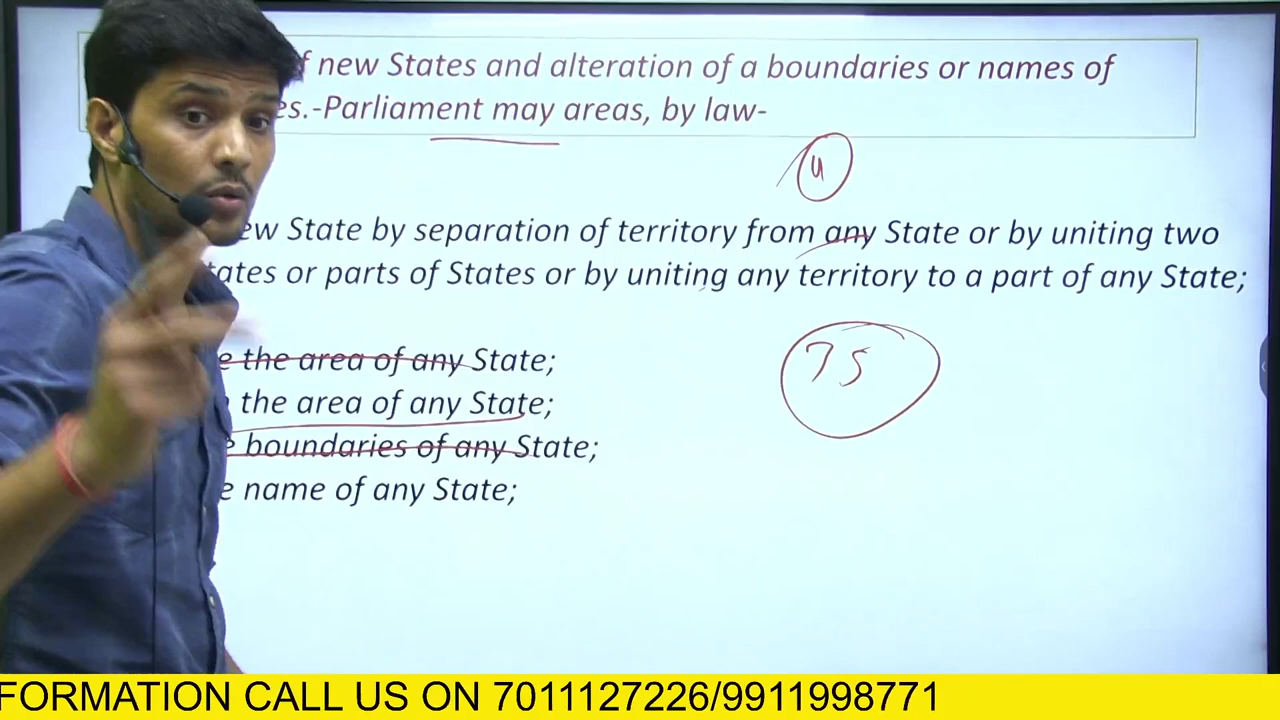 f new States and alteration of a boundaries or names of
es.-Parliament may areas, by law-
ew State by separation of territory from any State or by uniting two
tates or parts of States or by uniting any territory to a part of any State;
e the area of any State;
the area of any State;
e boundaries of any State;
e name of any State;
75
FORMATION CALL US ON 7011127226/9911998771